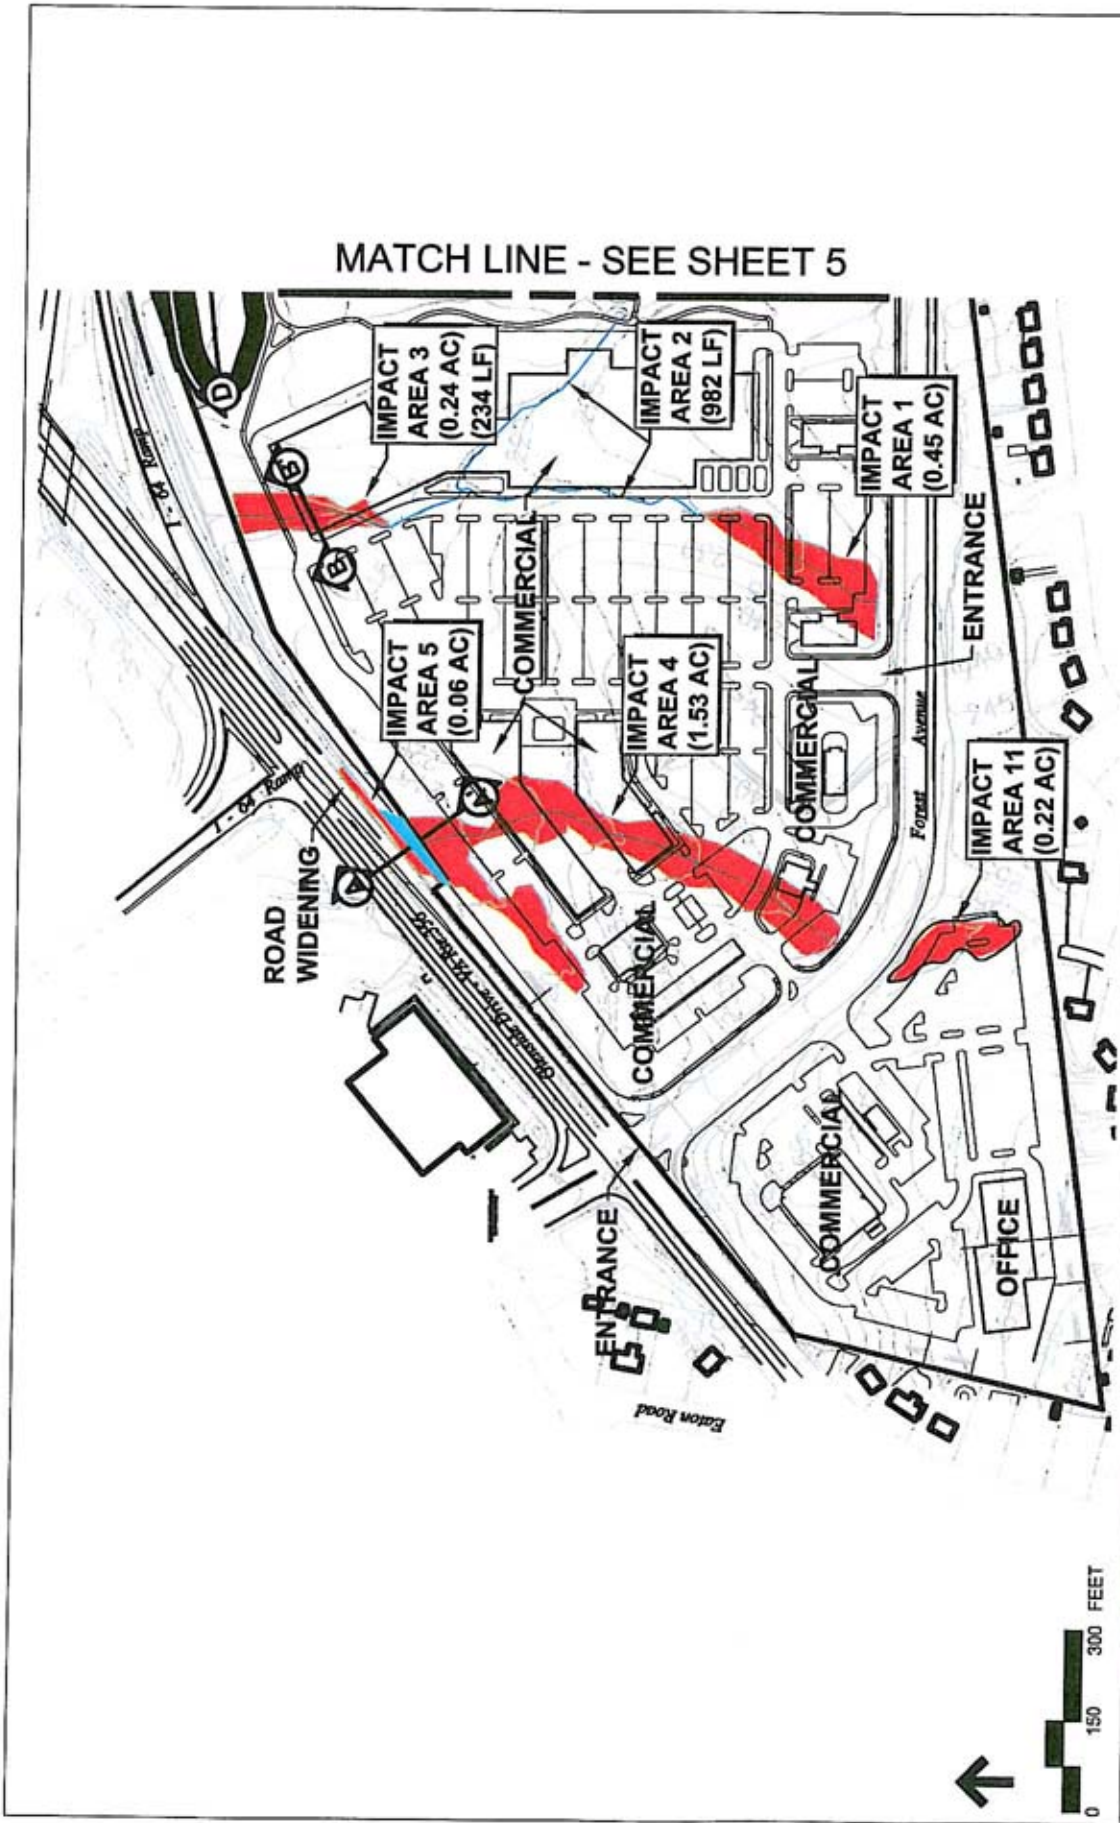 MATCH LINE - SEE SHEET 5
D
I - 64 Ramp
B'
B
IMPACT
AREA 3
(0.24 AC)
(234 LF)
IMPACT
AREA 2
(982 LF)
IMPACT
AREA 1
(0.45 AC)
COMMERCIAL
ENTRANCE
IMPACT
AREA 5
(0.06 AC)
IMPACT
AREA 4
(1.53 AC)
COMMERCIAL
Forest Avenue
I - 64 Ramp
A'
A
ROAD
WIDENING
IMPACT
AREA 11
(0.22 AC)
COMMERCIAL
COMMERCIAL
OFFICE
ENTRANCE
Eaton Road
0 150 300 FEET